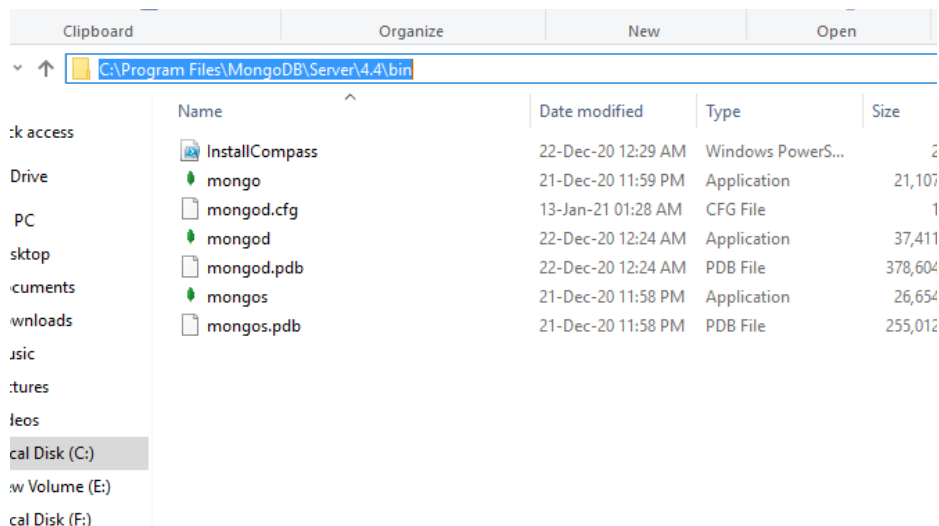 Clipboard Organize New Open
C:\Program Files\MongoDB\Server\4.4\bin
Name Date modified Type Size
ck access
InstallCompass 22-Dec-20 12:29 AM Windows PowerS... 2
Drive
mongo 21-Dec-20 11:59 PM Application 21,107
PC
mongod.cfg 13-Jan-21 01:28 AM CFG File 1
sktop
mongod 22-Dec-20 12:24 AM Application 37,411
cuments
mongod.pdb 22-Dec-20 12:24 AM PDB File 378,604
wnloads
mongos 21-Dec-20 11:58 PM Application 26,654
usic
mongos.pdb 21-Dec-20 11:58 PM PDB File 255,012
ctures
deos
cal Disk (C:)
ew Volume (E:)
cal Disk (F:)